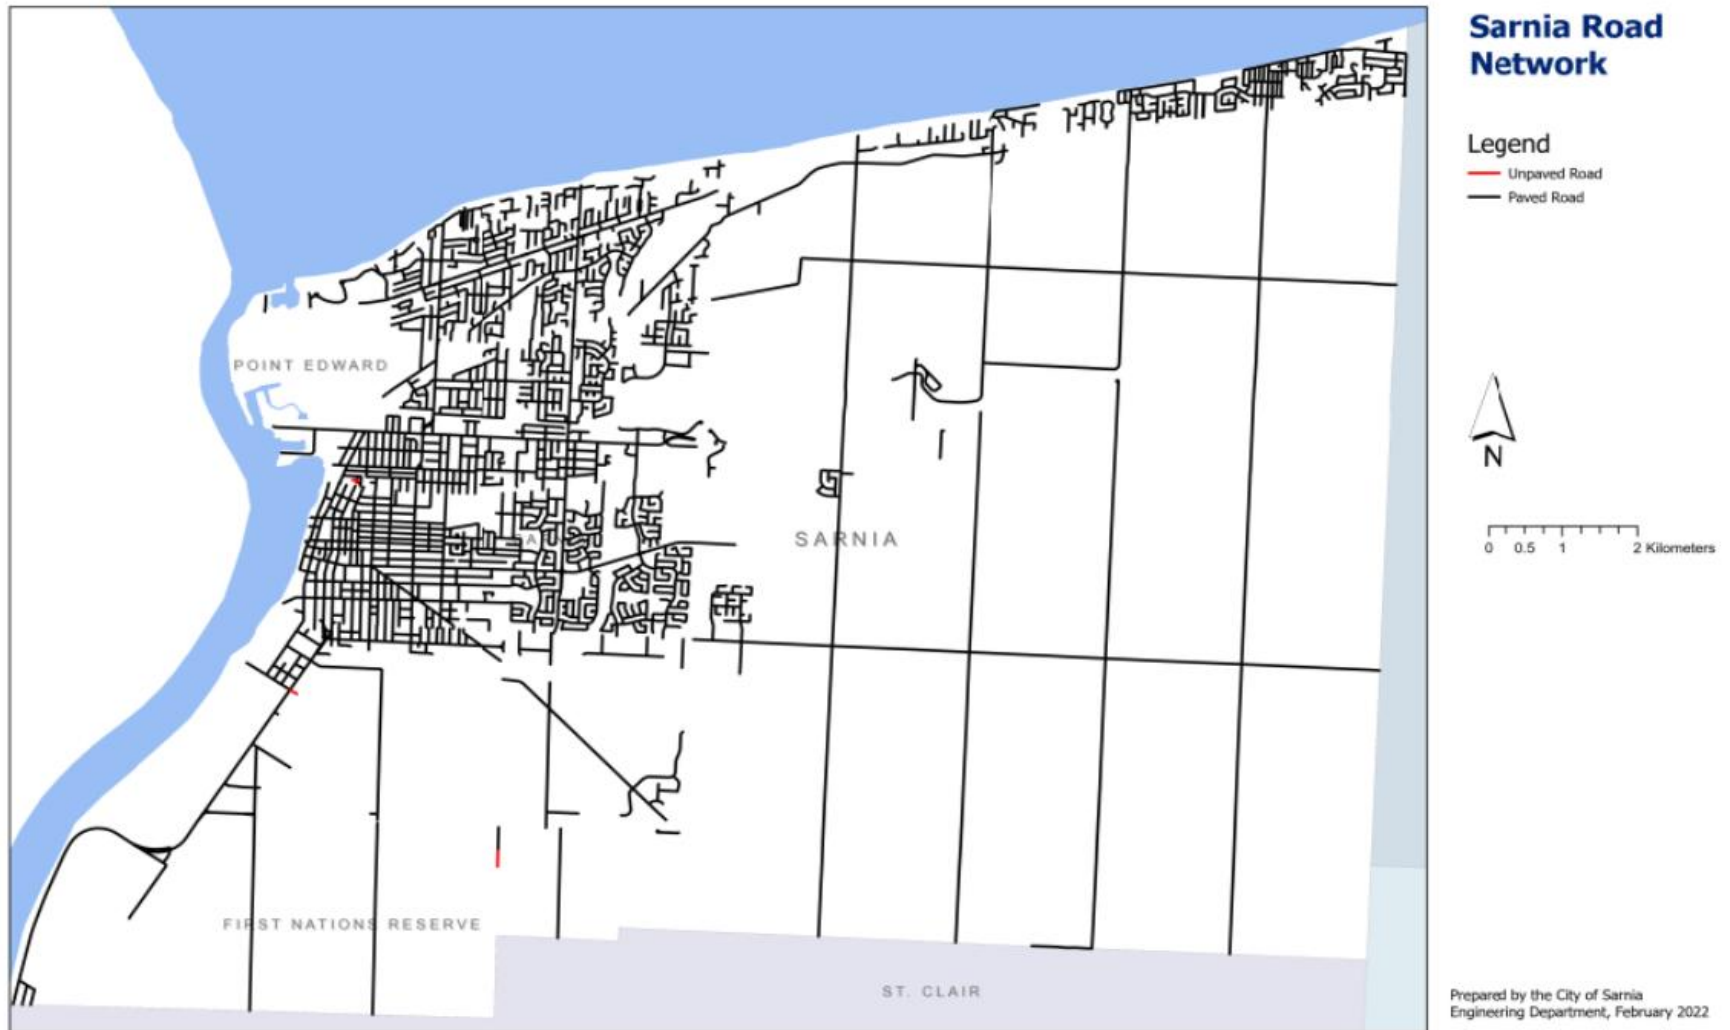 Sarnia Road
Network
Legend
Unpaved Road
Paved Road
POINT EDWARD
N
SARNIA
0 0.5 1 2 Kilometers
FIRST NATIONS RESERVE
ST. CLAIR
Prepared by the City of Sarnia
Engineering Department, February 2022